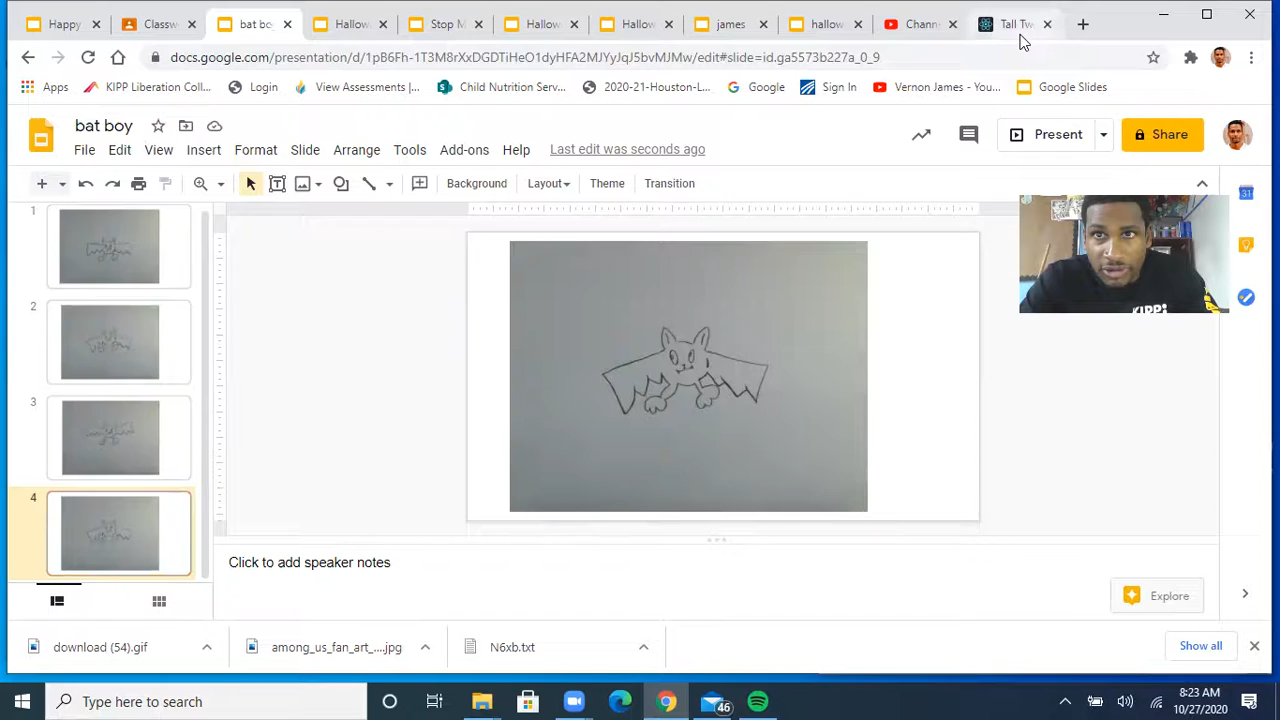 Happy
Classw
bat boy
Hallow
Stop M
Hallow
Hallow
james
hallow
Chann
Tall Tw
docs.google.com/presentation/d/1pB6Fh-1T3M8rXxDGDTiHeO1dyHFA2MJYyJqJ5bvMJMw/edit#slide=id.ga5573b227a_0_9
Apps
KIPP Liberation Coll...
Login
View Assessments |...
Child Nutrition Serv...
2020-21-Houston-L...
Google
Sign In
Vernon James - You...
Google Slides
bat boy
Present
Share
File Edit View Insert Format Slide Arrange Tools Add-ons Help Last edit was seconds ago
Background Layout Theme Transition
1
2
3
4
KIPP
31
Click to add speaker notes
Explore
download (54).gif
among_us_fan_art_....jpg
N6xb.txt
Show all
Type here to search
46
8:23 AM
10/27/2020